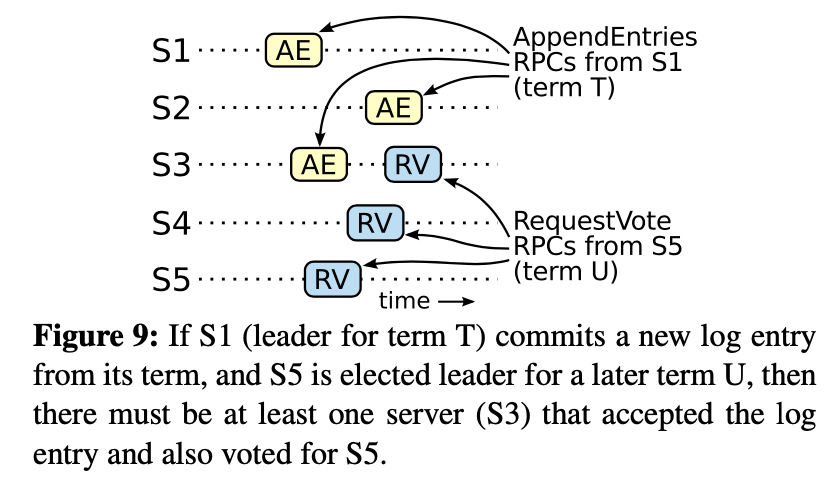 S1
AE
AppendEntries
RPCs from S1
(term T)
S2
AE
S3
AE
RV
S4
RV
RequestVote
RPCs from S5
(term U)
S5
RV
time
Figure 9: If S1 (leader for term T) commits a new log entry
from its term, and S5 is elected leader for a later term U, then
there must be at least one server (S3) that accepted the log
entry and also voted for S5.